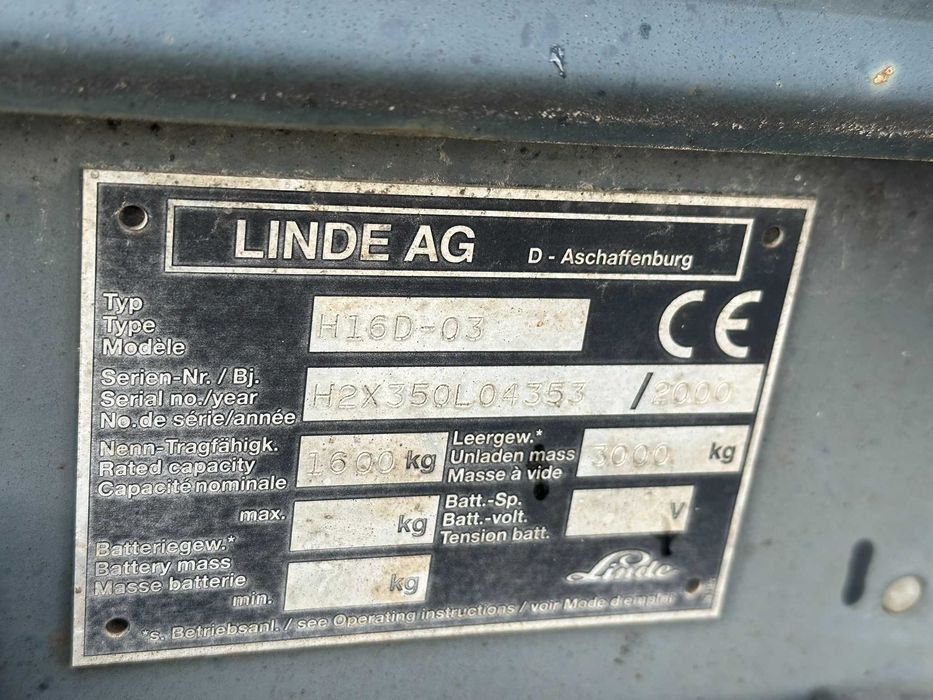 LINDE AG D - Aschaffenburg
Typ
Type
Modèle
H16D-03
CE
Serien-Nr. / Bj.
Serial no./year
No.de série/année
H2X350L04353 / 2000
Nenn-Tragfähigk.
Rated capacity
Capacité nominale
1600 kg
Leergew.*
Unladen mass
Masse à vide
3000 kg
max. kg
Batt.-Sp.
Batt.-volt.
Tension batt.
V
Batteriegew.*
Battery mass
Masse batterie
min. kg
Linde
*s. Betriebsanl. / see Operating instructions / voir Mode d'emploi